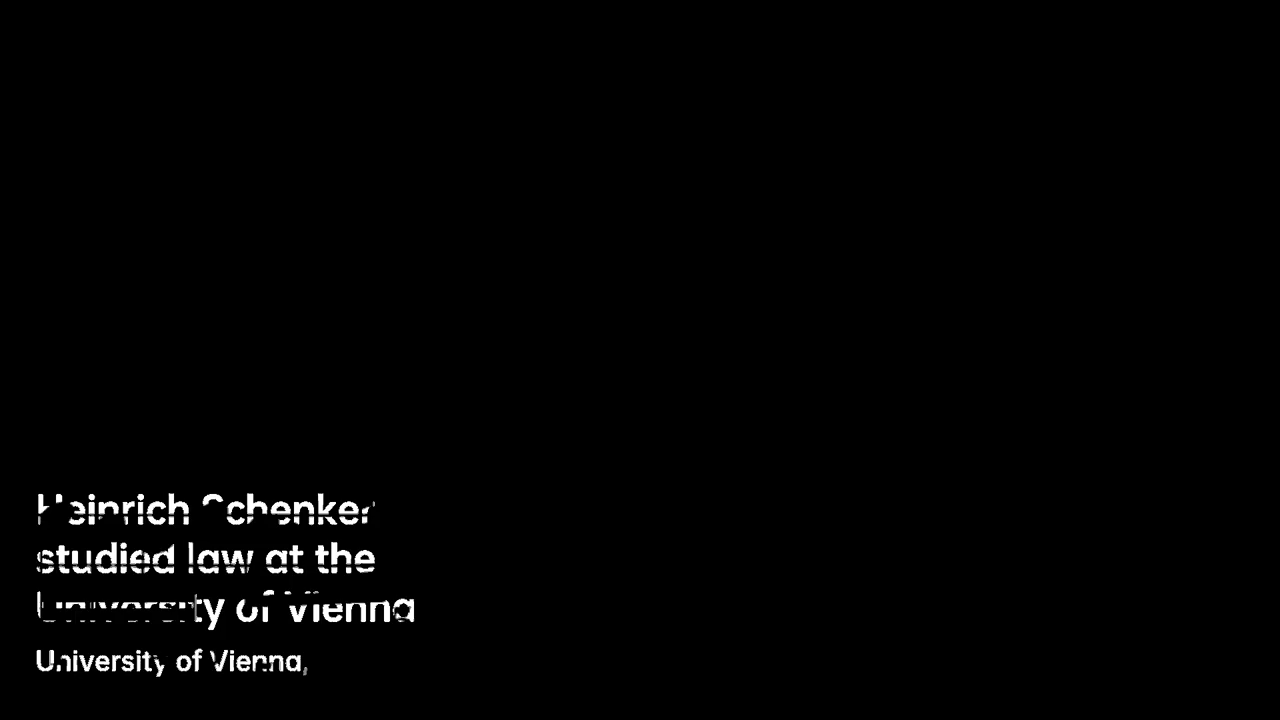 Heinrich Schenker
studied law at the
University of Vienna
University of Vienna,